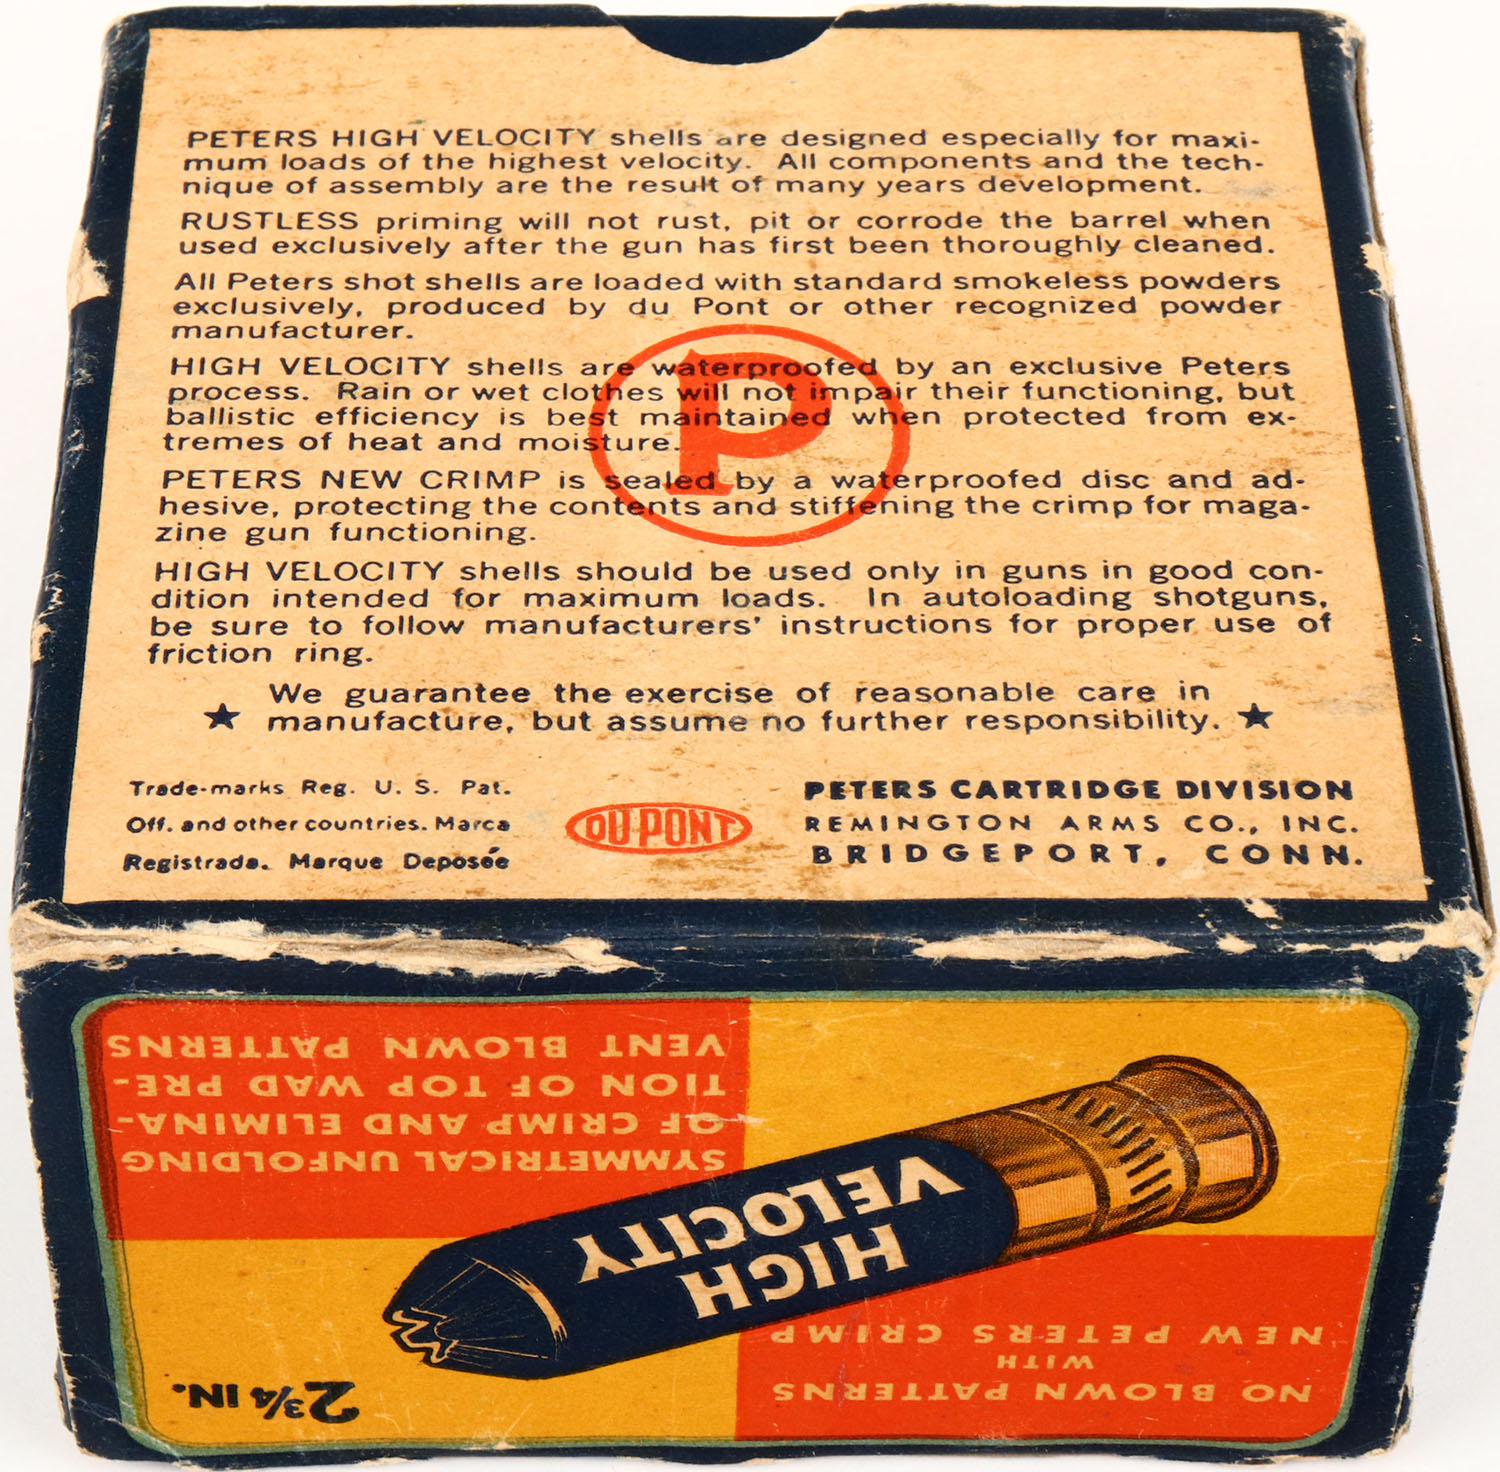 PETERS HIGH VELOCITY shells are designed especially for maxi-
mum loads of the highest velocity. All components and the tech-
nique of assembly are the result of many years development.
RUSTLESS priming will not rust, pit or corrode the barrel when
used exclusively after the gun has first been thoroughly cleaned.
All Peters shot shells are loaded with standard smokeless powders
exclusively, produced by du Pont or other recognized powder
manufacturer.
HIGH VELOCITY shells are waterproofed by an exclusive Peters
process. Rain or wet clothes will not impair their functioning, but
ballistic efficiency is best maintained when protected from ex-
tremes of heat and moisture.
P
PETERS NEW CRIMP is sealed by a waterproofed disc and ad-
hesive, protecting the contents and stiffening the crimp for maga-
zine gun functioning.
HIGH VELOCITY shells should be used only in guns in good con-
dition intended for maximum loads. In autoloading shotguns,
be sure to follow manufacturers' instructions for proper use of
friction ring.
★ We guarantee the exercise of reasonable care in
manufacture, but assume no further responsibility. ★
Trade-marks Reg. U. S. Pat.
Off. and other countries. Marca
Registrada. Marque Deposée
DU PONT
PETERS CARTRIDGE DIVISION
REMINGTON ARMS CO., INC.
BRIDGEPORT, CONN.
NO BLOWN PATTERNS
WITH
NEW PETERS CRIMP
2¾ IN.
HIGH
VELOCITY
SYMMETRICAL UNFOLDING
OF CRIMP AND ELIMINA-
TION OF TOP WAD PRE-
VENT BLOWN PATTERNS